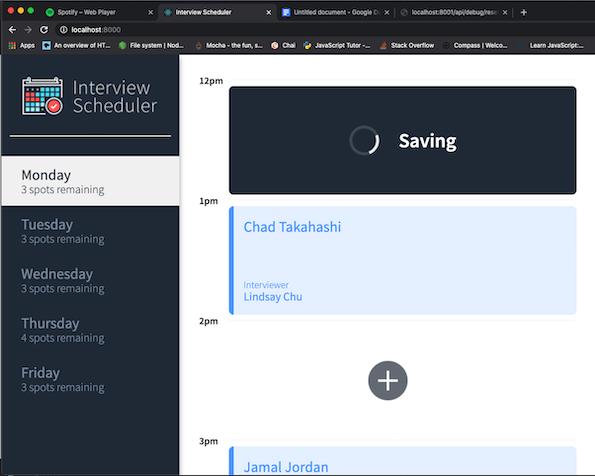 Spotify – Web Player
Interview Scheduler
Untitled document - Google D
localhost:8001/api/debug/rese
localhost:8000
Apps
An overview of HT...
File system | Nod...
Mocha - the fun, s...
Chai
JavaScript Tutor -...
Stack Overflow
Compass – Web...
Learn JavaScript:...
Interview
Scheduler
Monday
3 spots remaining
Tuesday
3 spots remaining
Wednesday
3 spots remaining
Thursday
4 spots remaining
Friday
3 spots remaining
12pm
Saving
1pm
Chad Takahashi
Interviewer
Lindsay Chu
2pm
3pm
Jamal Jordan